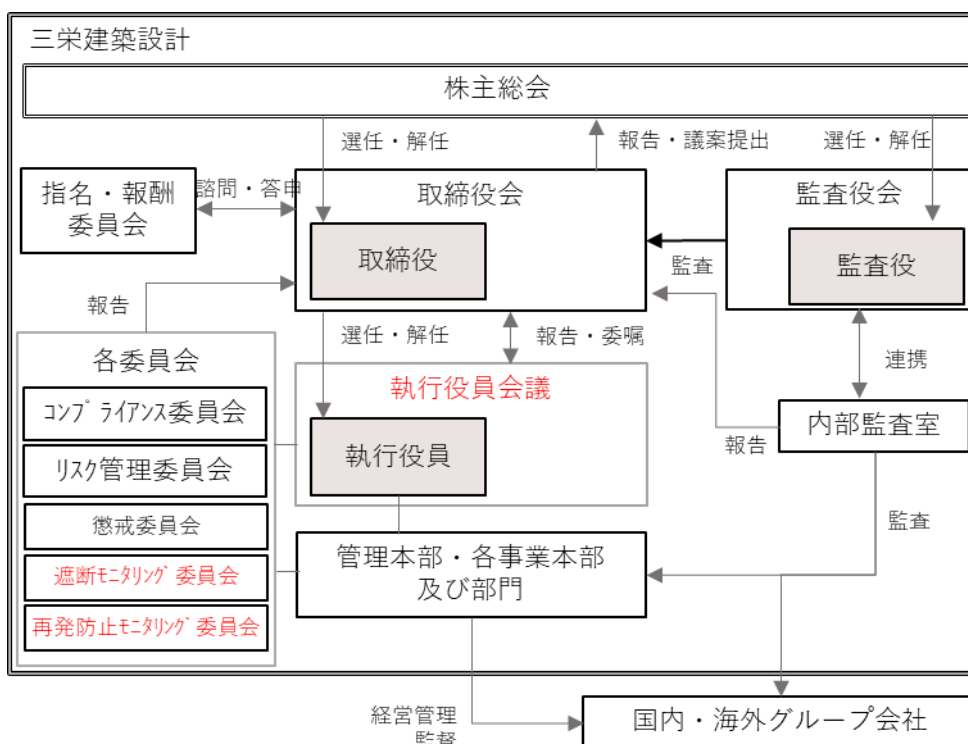 三栄建築設計
株主総会
選任・解任
報告・議案提出
選任・解任
指名・報酬
委員会
諮問・答申
取締役会
取締役
監査役会
監査役
監査
報告
選任・解任
報告・委嘱
連携
各委員会
コンプライアンス委員会
リスク管理委員会
懲戒委員会
遮断モニタリング委員会
再発防止モニタリング委員会
執行役員会議
執行役員
内部監査室
報告
監査
管理本部・各事業本部
及び部門
経営管理
監督
国内・海外グループ会社